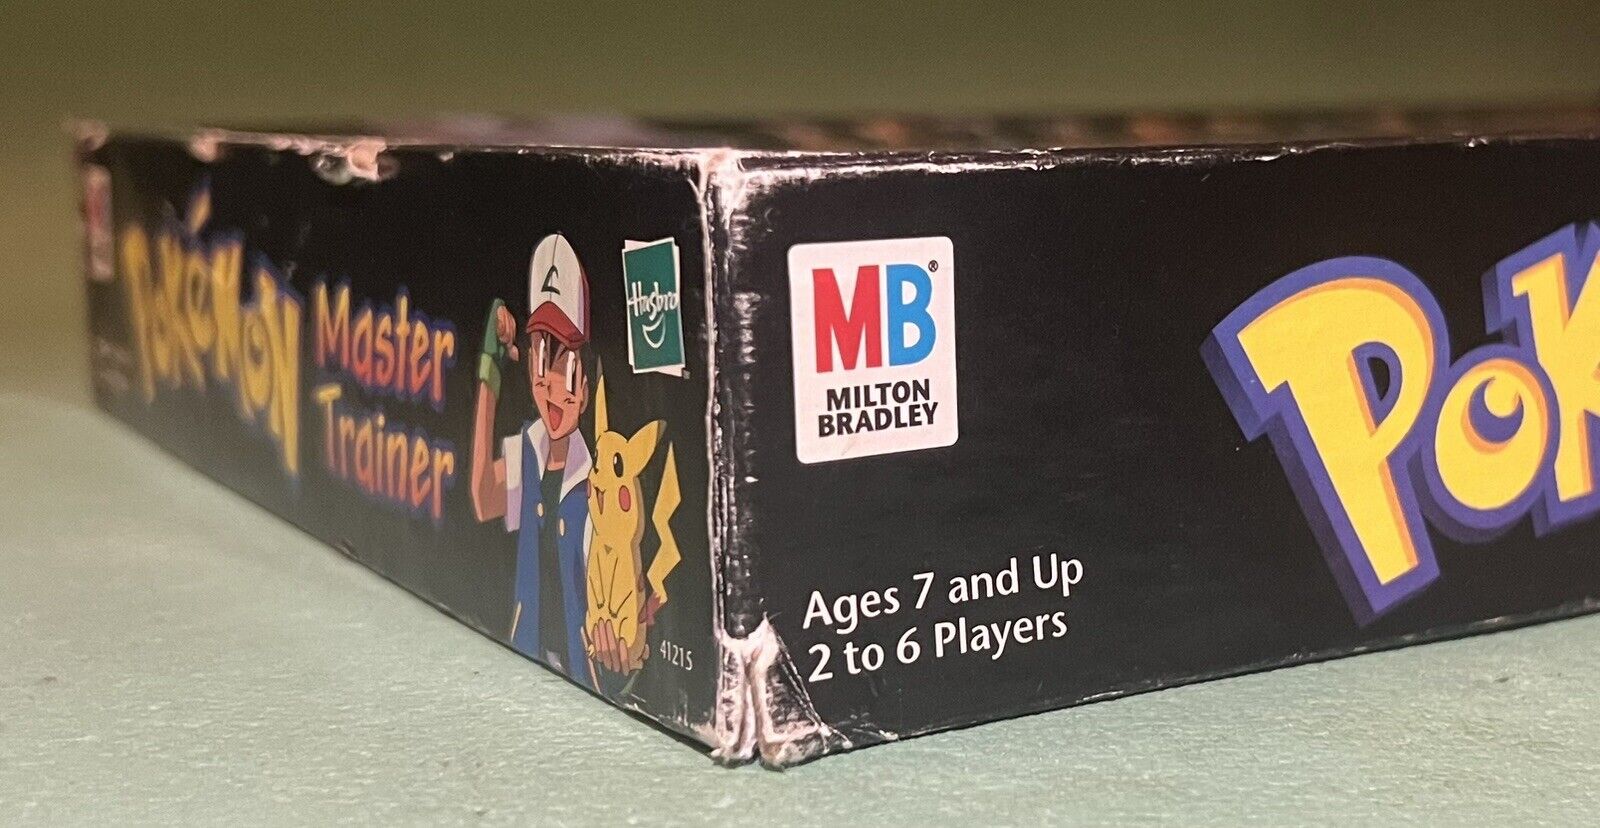 POKéMON
Master
Trainer
Hasbro
41215
MB®
MILTON
BRADLEY
Ages 7 and Up
2 to 6 Players
POK